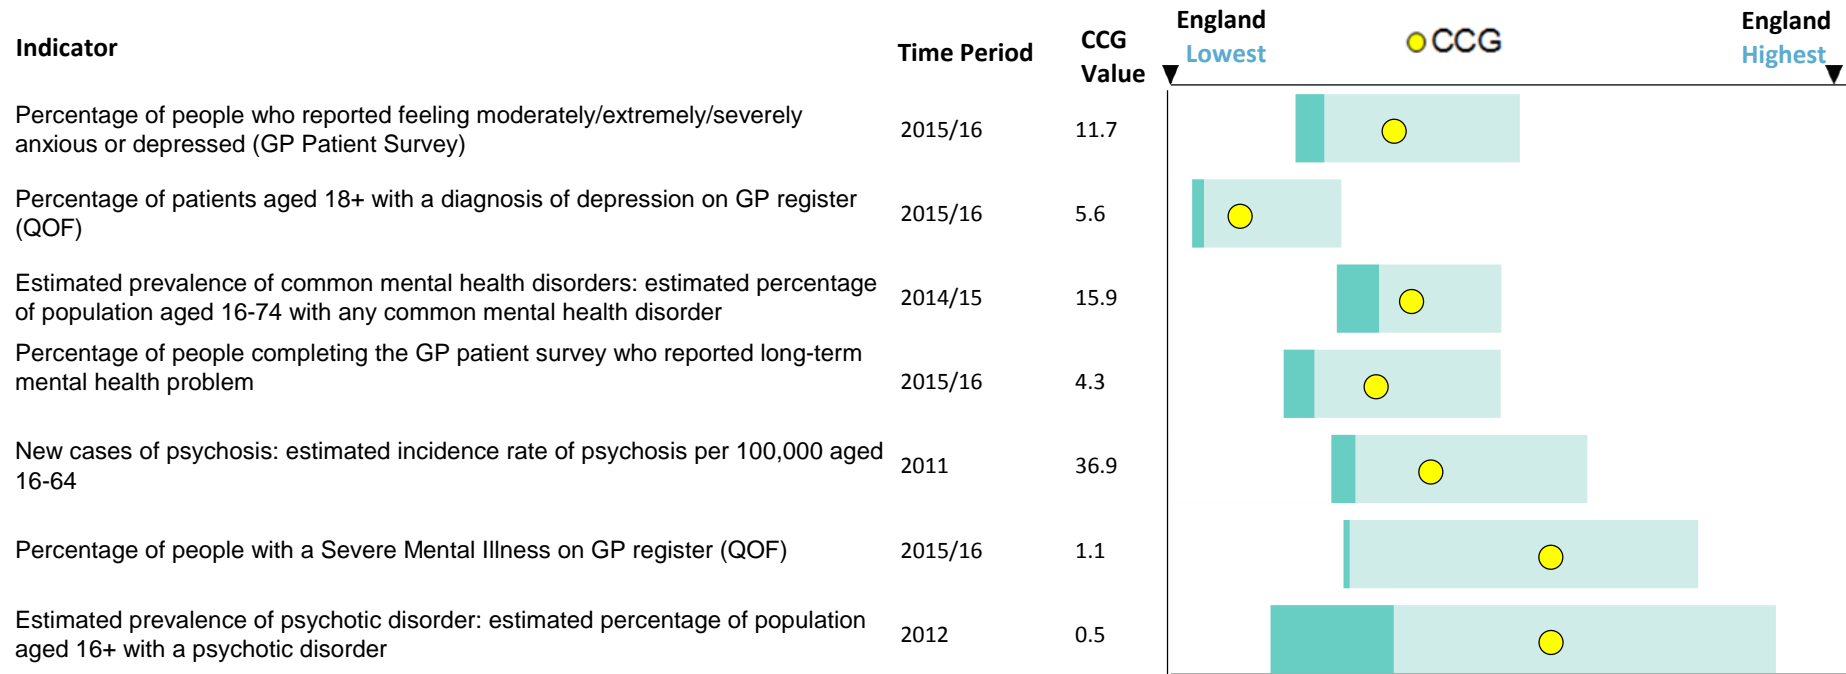 Indicator
Time Period
CCG
Value
England
Lowest
CCG
England
Highest
Percentage of people who reported feeling moderately/extremely/severely
anxious or depressed (GP Patient Survey)
2015/16
11.7
Percentage of patients aged 18+ with a diagnosis of depression on GP register
(QOF)
2015/16
5.6
Estimated prevalence of common mental health disorders: estimated percentage
of population aged 16-74 with any common mental health disorder
2014/15
15.9
Percentage of people completing the GP patient survey who reported long-term
mental health problem
2015/16
4.3
New cases of psychosis: estimated incidence rate of psychosis per 100,000 aged
16-64
2011
36.9
Percentage of people with a Severe Mental Illness on GP register (QOF)
2015/16
1.1
Estimated prevalence of psychotic disorder: estimated percentage of population
aged 16+ with a psychotic disorder
2012
0.5